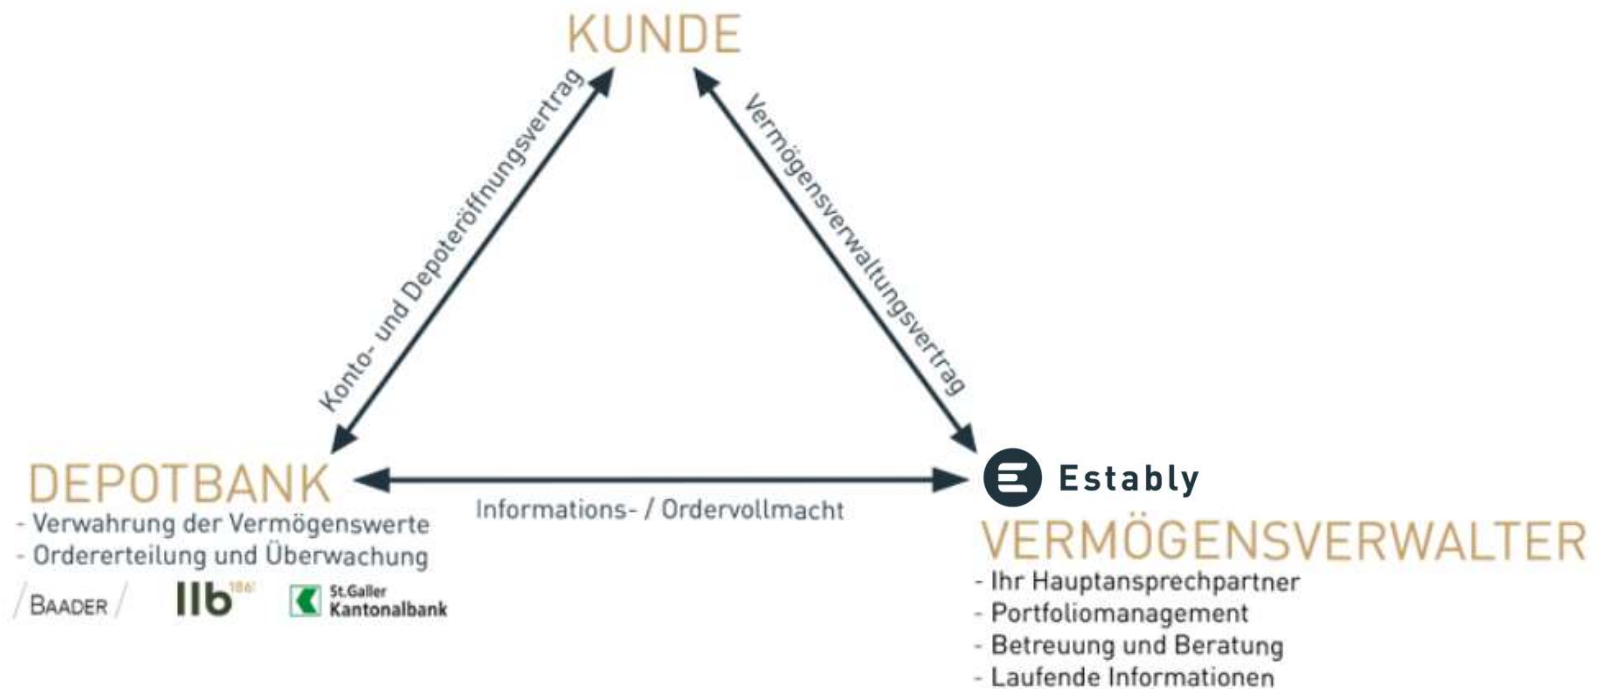 KUNDE
Konto- und Depoteröffnungsvertrag
Vermögensverwaltungsvertrag
DEPOTBANK
- Verwahrung der Vermögenswerte
- Ordererteilung und Überwachung
/ BAADER /
llb 1861
St.Galler
Kantonalbank
Informations- / Ordervollmacht
Estably
VERMÖGENSVERWALTER
- Ihr Hauptansprechpartner
- Portfoliomanagement
- Betreuung und Beratung
- Laufende Informationen